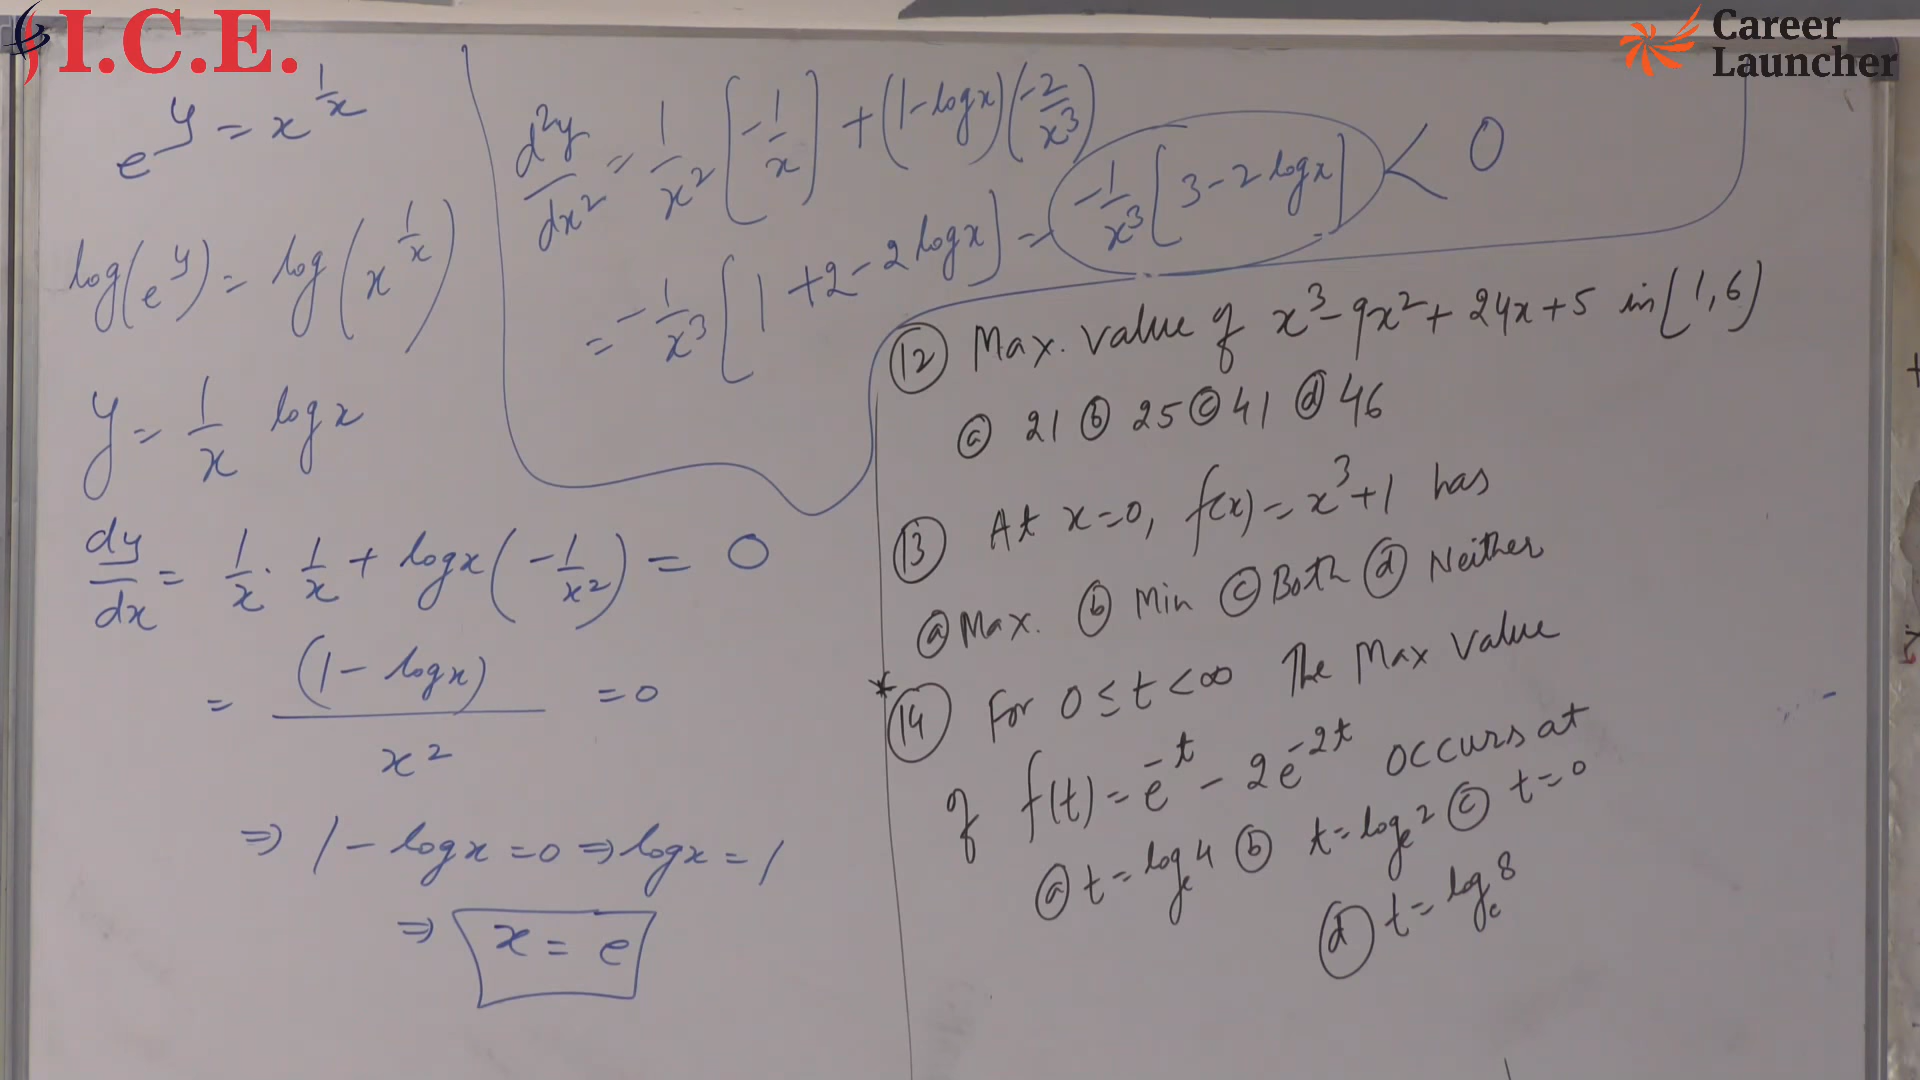 I.C.E.
Career
Launcher
e^y = x^(1/x)
log(e^y) = log(x^(1/x))
y = 1/x log x
dy/dx = 1/x · 1/x + log x (-1/x²) = 0
= (1 - log x)/x² = 0
⇒ 1 - log x = 0 ⇒ log x = 1
⇒ x = e
d²y/dx² = 1/x² [-1/x] + (1 - log x)(-2/x³)
= -1/x³ [1 + 2 - 2 log x] = -1/x³ [3 - 2 log x] < 0
⑫ Max. value of x³ - 9x² + 24x + 5 in [1, 6]
ⓐ 21 ⓑ 25 ⓒ 41 ⓓ 46
⑬ At x=0, f(x) = x³ + 1 has
ⓐ Max. ⓑ Min ⓒ Both ⓓ Neither
* ⑭ For 0 ≤ t < ∞ The Max Value
of f(t) = e^-t - 2e^-2t occurs at
ⓐ t = logₑ4 ⓑ t = logₑ2 ⓒ t = 0
ⓓ t = logₑ8